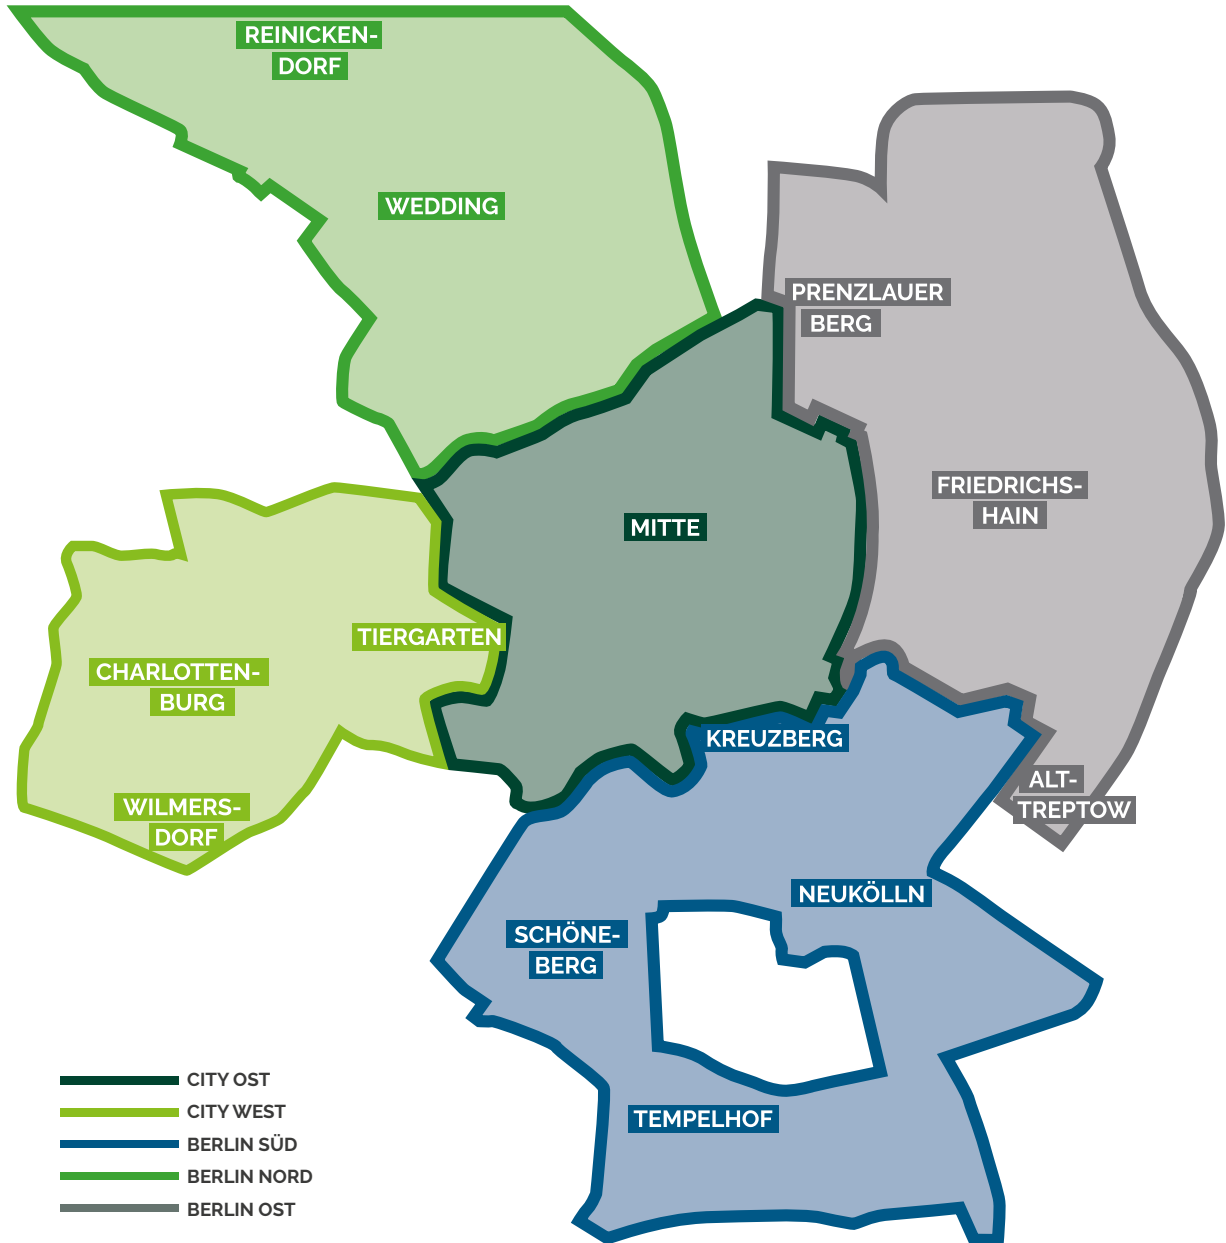 REINICKEN-
DORF
WEDDING
PRENZLAUER
BERG
FRIEDRICHS-
HAIN
MITTE
TIERGARTEN
CHARLOTTEN-
BURG
KREUZBERG
ALT-
TREPTOW
WILMERS-
DORF
NEUKÖLLN
SCHÖNE-
BERG
TEMPELHOF
CITY OST
CITY WEST
BERLIN SÜD
BERLIN NORD
BERLIN OST